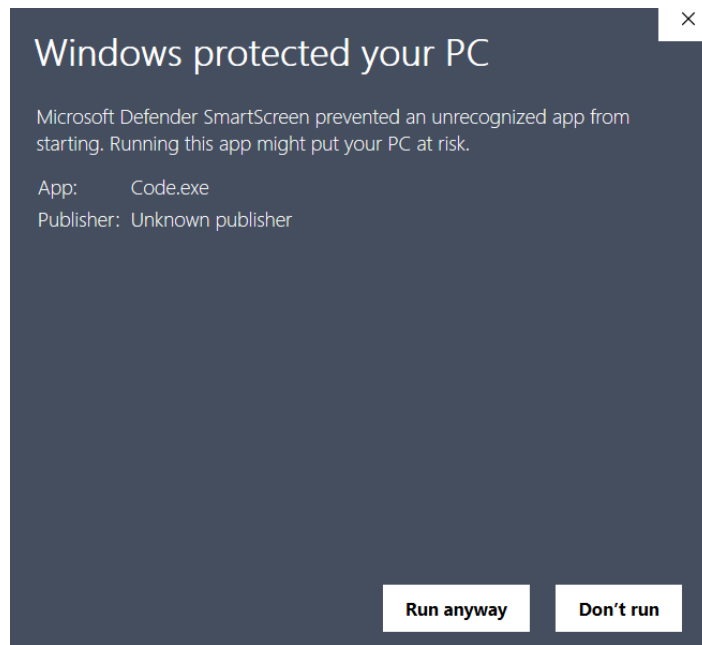 Windows protected your PC
Microsoft Defender SmartScreen prevented an unrecognized app from
starting. Running this app might put your PC at risk.
App: Code.exe
Publisher: Unknown publisher
Run anyway Don’t run